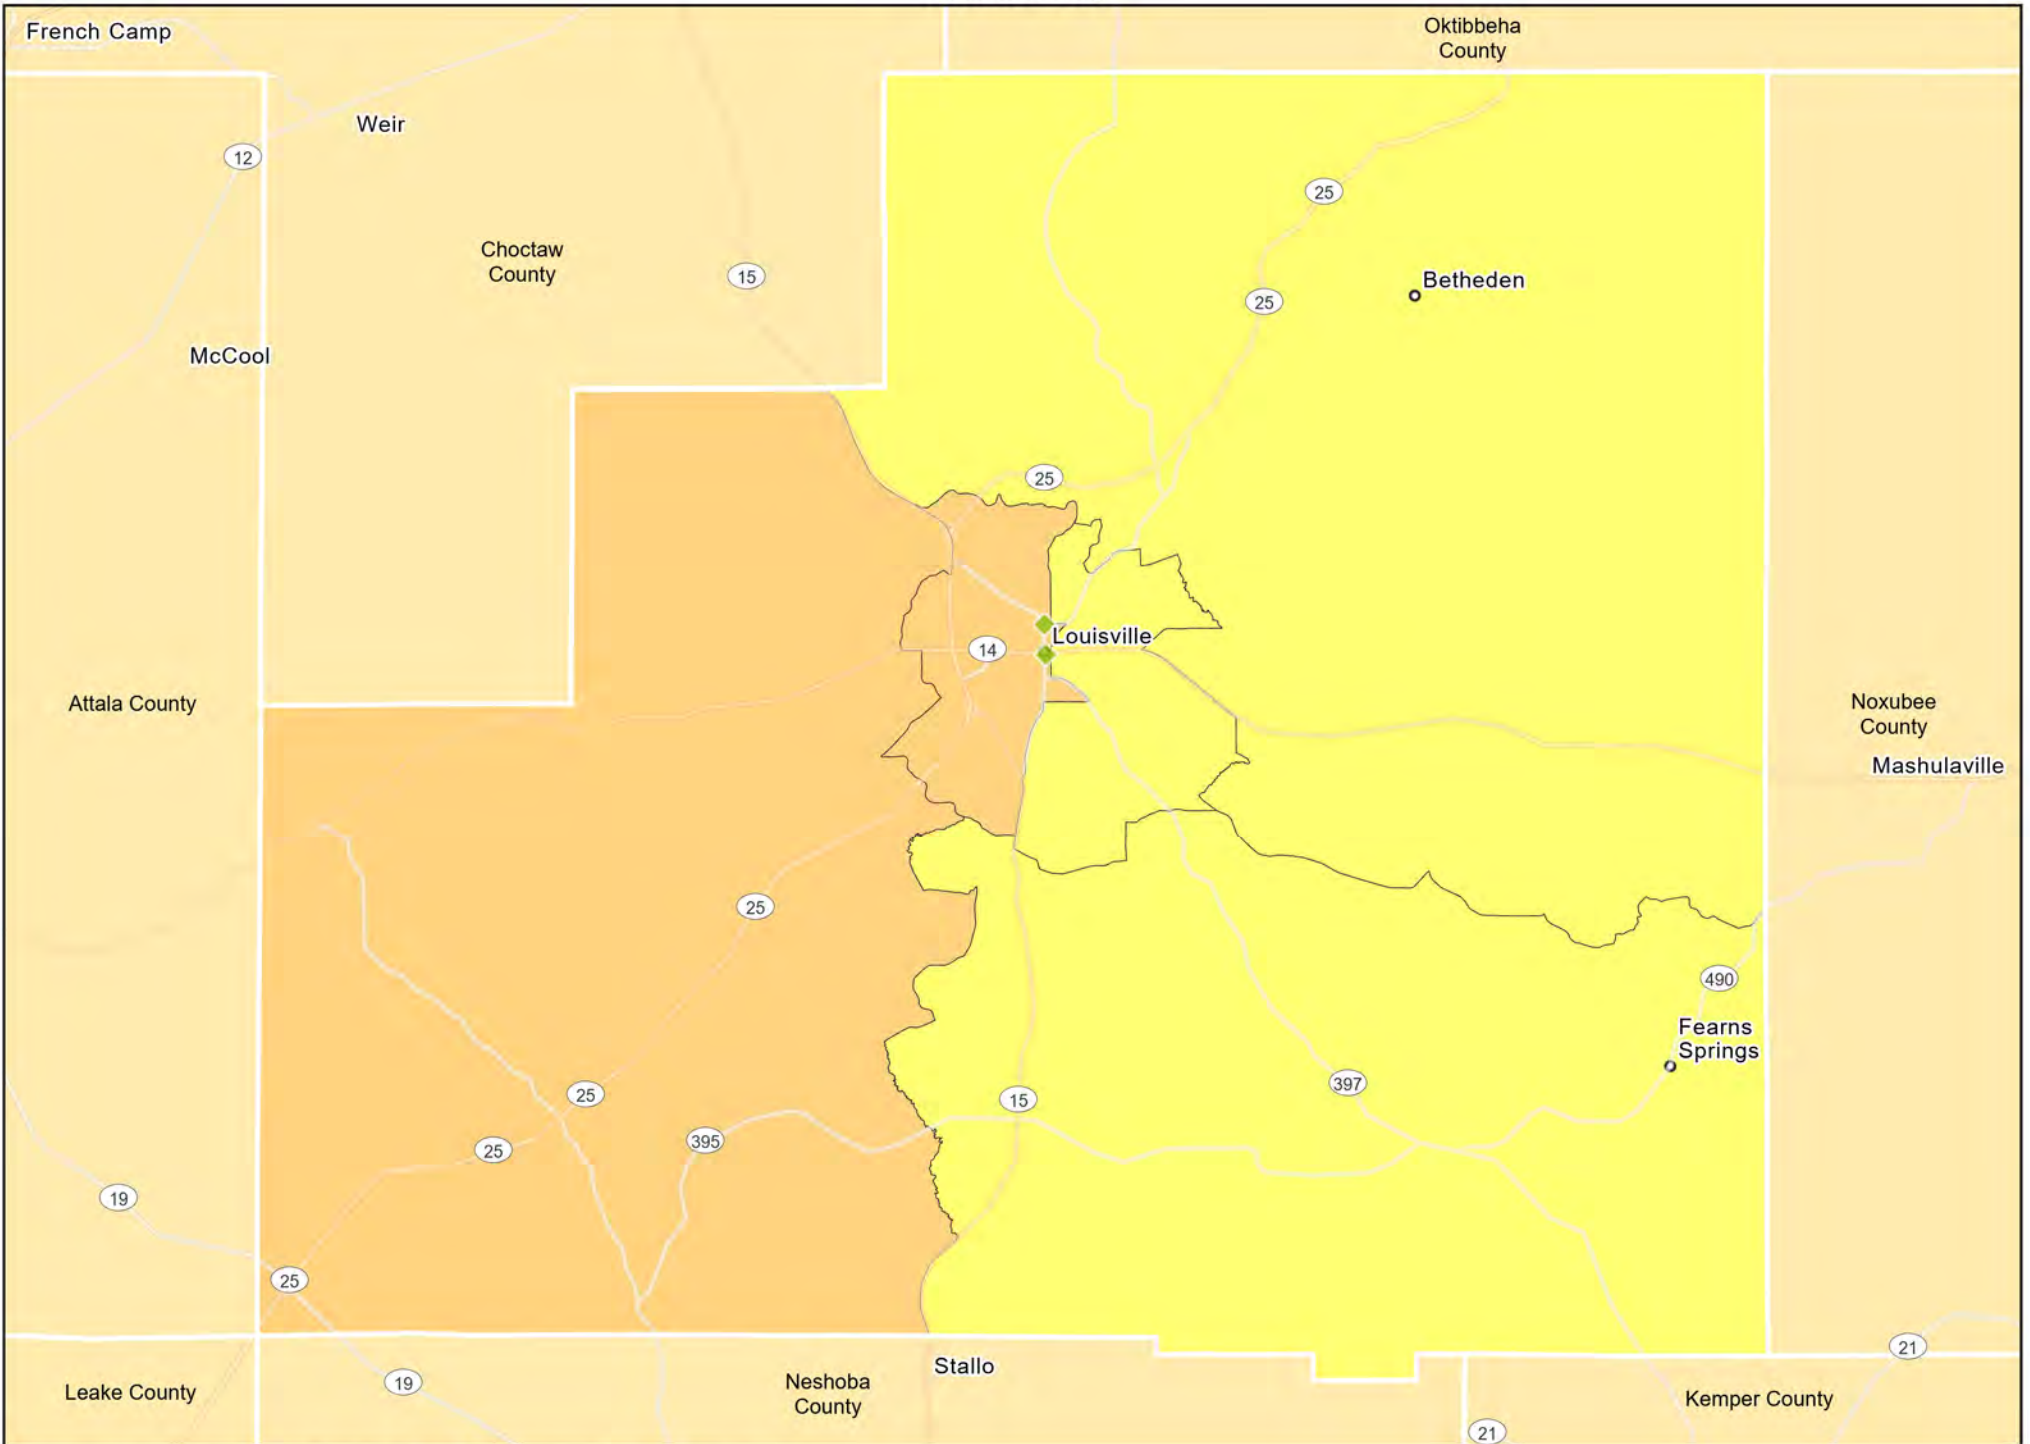 French Camp
Oktibbeha
County
Weir
12
25
Choctaw
County
15
Betheden
25
McCool
25
Louisville
14
Attala County
Noxubee
County
Mashulaville
25
490
Fearns
Springs
397
25
15
395
25
19
25
21
Stallo
19
Leake County
Neshoba
County
Kemper County
21